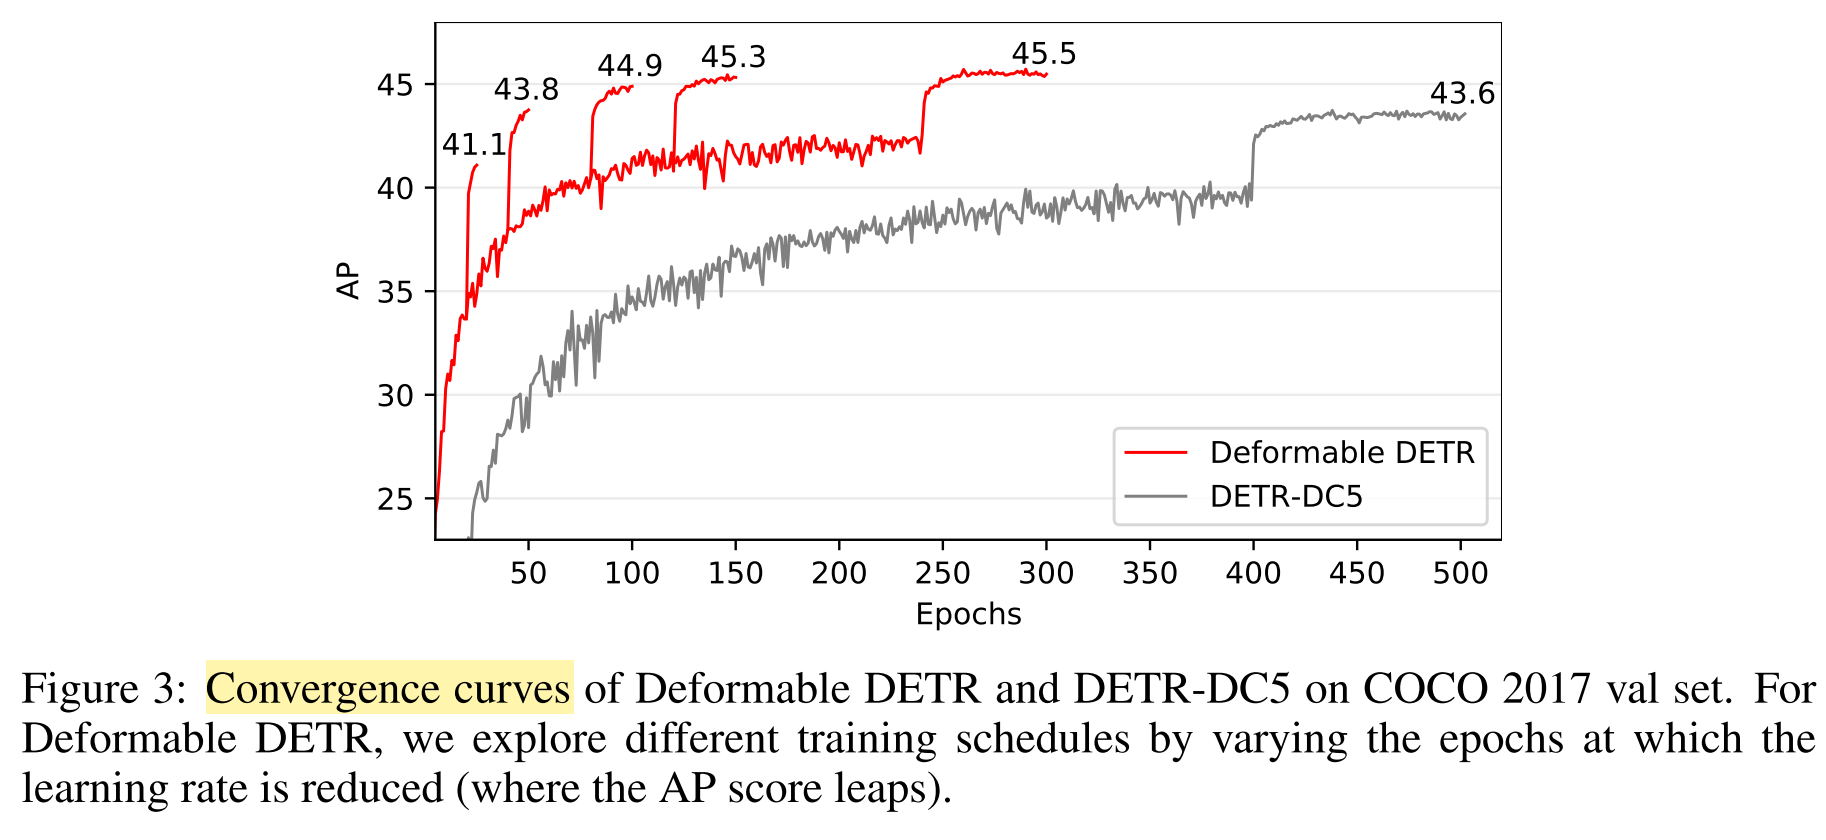 41.1
43.8
44.9
45.3
45.5
43.6
45
40
35
30
25
AP
Deformable DETR
DETR-DC5
50 100 150 200 250 300 350 400 450 500
Epochs
Figure 3: Convergence curves of Deformable DETR and DETR-DC5 on COCO 2017 val set. For
Deformable DETR, we explore different training schedules by varying the epochs at which the
learning rate is reduced (where the AP score leaps).